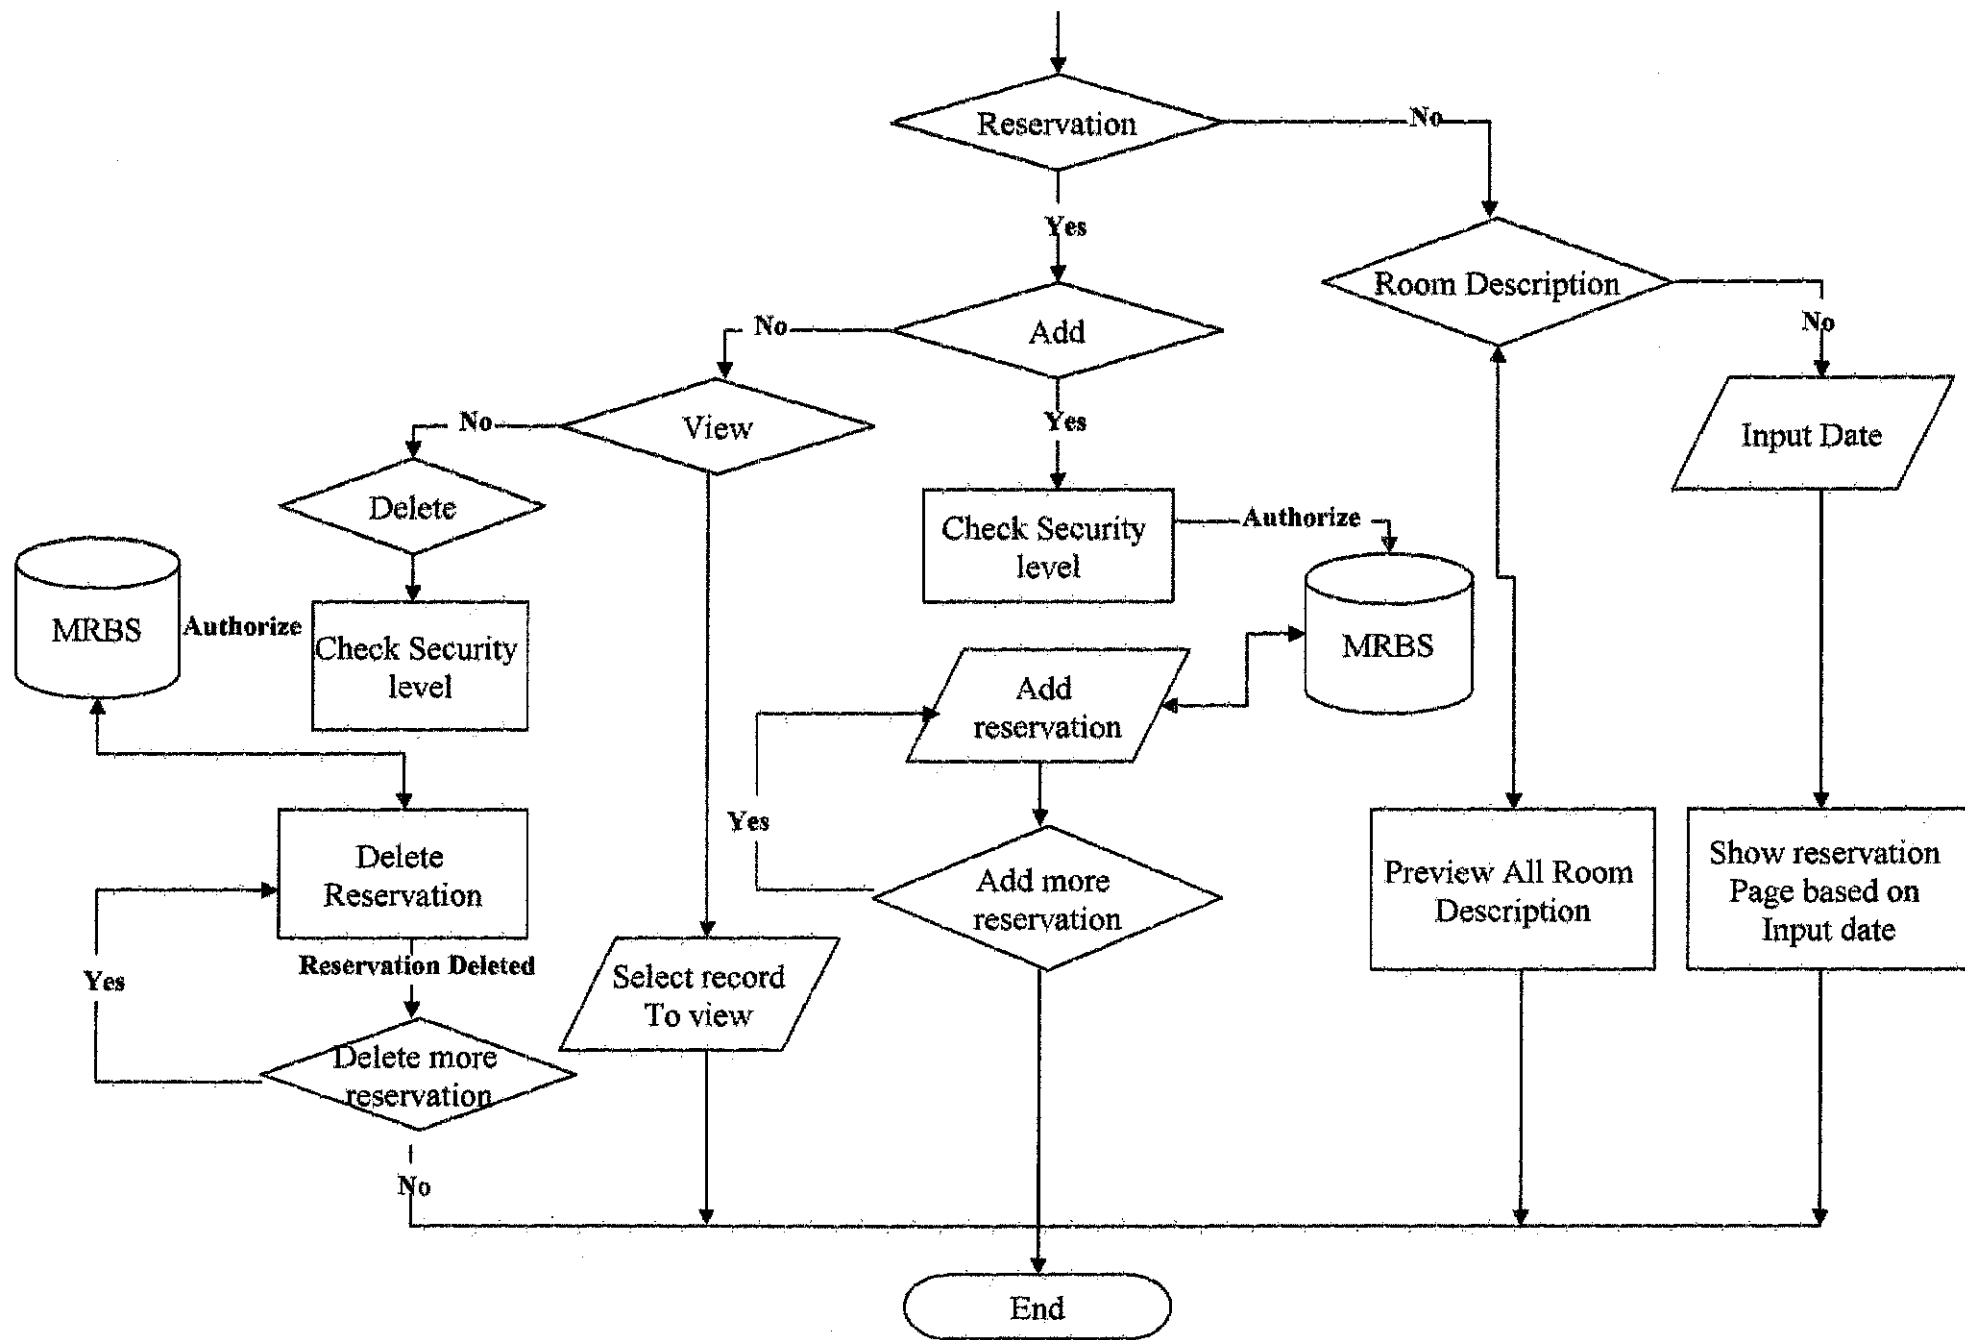 Reservation
No
Yes
Room Description
No
Add
No
Yes
View
No
Delete
Input Date
Check Security
level
Authorize
MRBS
Authorize
Check Security
level
MRBS
Add
reservation
Yes
Delete
Reservation
Add more
reservation
Preview All Room
Description
Show reservation
Page based on
Input date
Reservation Deleted
Yes
Select record
To view
Delete more
reservation
No
End